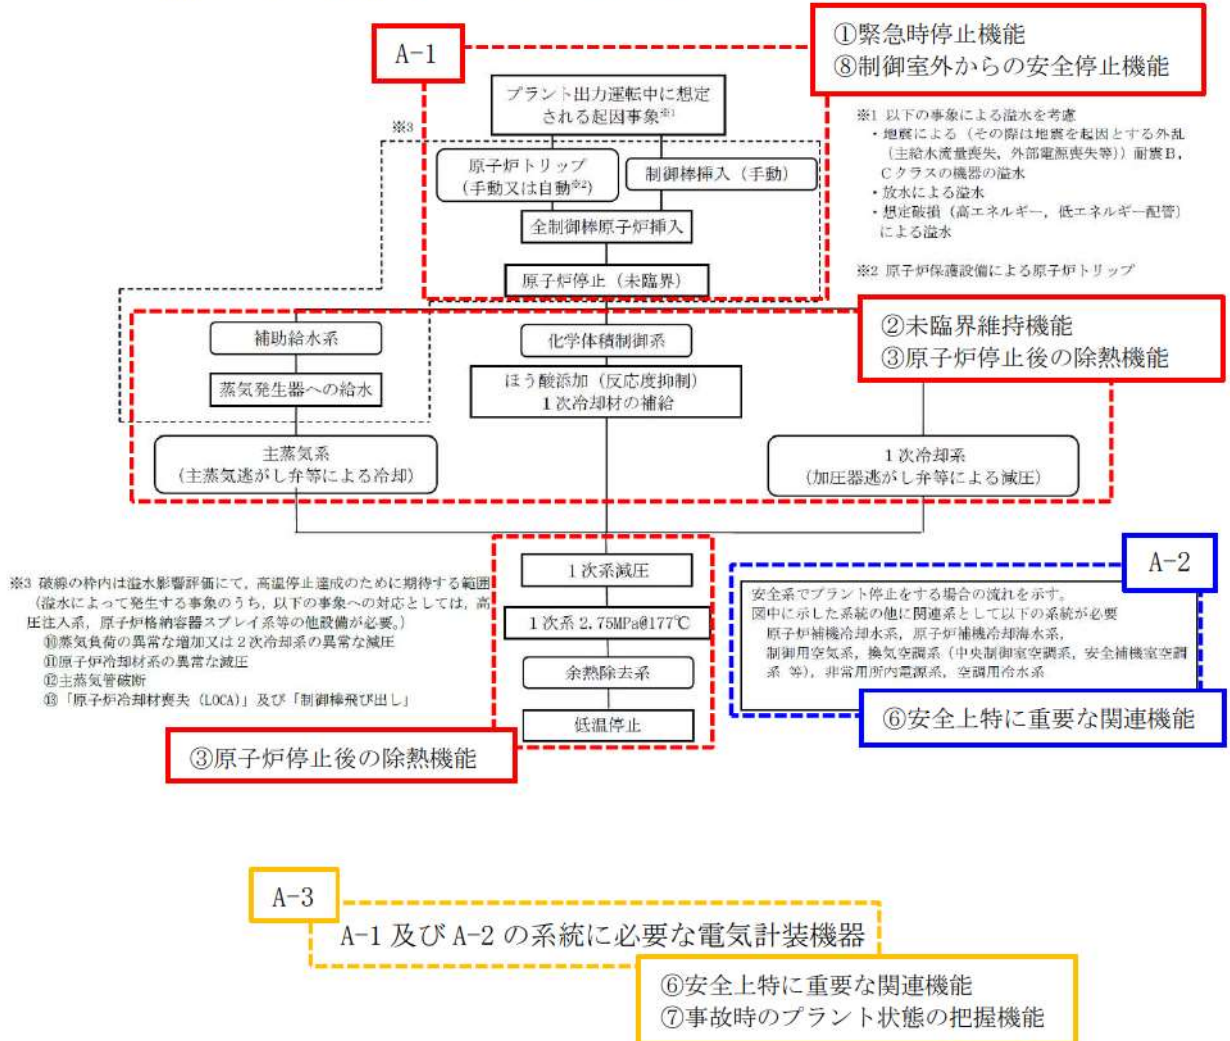 A-1
①緊急時停止機能
⑧制御室外からの安全停止機能
プラント出力運転中に想定
される起因事象※1
※3
原子炉トリップ
(手動又は自動※2)
制御棒挿入（手動）
全制御棒原子炉挿入
原子炉停止（未臨界）
※1 以下の事象による溢水を考慮
・地震による（その際は地震を起因とする外乱
（主給水流量喪失，外部電源喪失等））耐震Ｂ，
Ｃクラスの機器の溢水
・放水による溢水
・想定破損（高エネルギー，低エネルギー配管）
による溢水
※2 原子炉保護設備による原子炉トリップ
②未臨界維持機能
③原子炉停止後の除熱機能
補助給水系
蒸気発生器への給水
化学体積制御系
ほう酸添加（反応度抑制）
１次冷却材の補給
主蒸気系
(主蒸気逃がし弁等による冷却)
１次冷却系
(加圧器逃がし弁等による減圧)
※3 破線の枠内は溢水影響評価にて，高温停止達成のために期待する範囲
（溢水によって発生する事象のうち，以下の事象への対応としては，高
圧注入系，原子炉格納容器スプレイ系等の他設備が必要。）
⑩蒸気負荷の異常な増加又は２次冷却系の異常な減圧
⑪原子炉冷却材系の異常な減圧
⑫主蒸気管破断
⑬「原子炉冷却材喪失（LOCA）」及び「制御棒飛び出し」
１次系減圧
１次系 2.75MPa@177℃
余熱除去系
低温停止
③原子炉停止後の除熱機能
A-2
安全系でプラント停止をする場合の流れを示す。
図中に示した系統の他に関連系として以下の系統が必要
原子炉補機冷却水系，原子炉補機冷却海水系，
制御用空気系，換気空調系（中央制御室空調系，安全補機室空調
系 等），非常用所内電源系，空調用冷水系
⑥安全上特に重要な関連機能
A-3
A-1 及び A-2 の系統に必要な電気計装機器
⑥安全上特に重要な関連機能
⑦事故時のプラント状態の把握機能